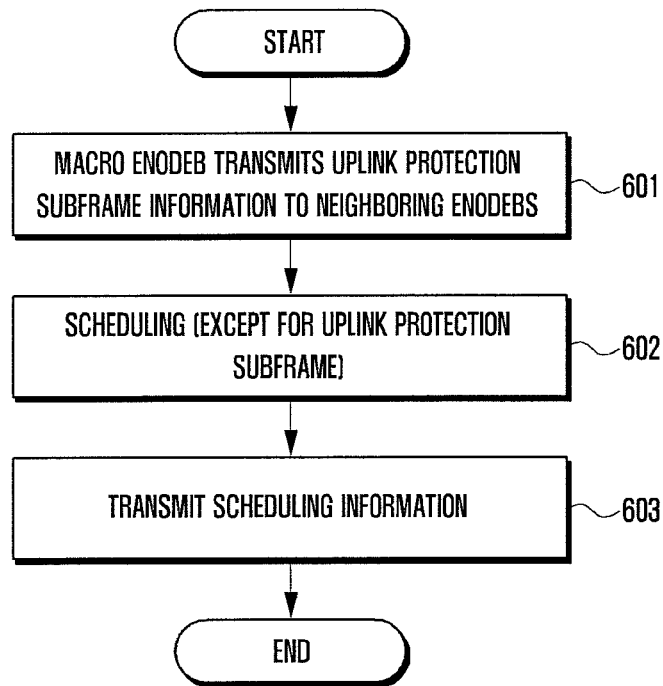 START
MACRO ENODEB TRANSMITS UPLINK PROTECTION
SUBFRAME INFORMATION TO NEIGHBORING ENODEBS
601
SCHEDULING (EXCEPT FOR UPLINK PROTECTION
SUBFRAME)
602
TRANSMIT SCHEDULING INFORMATION
603
END